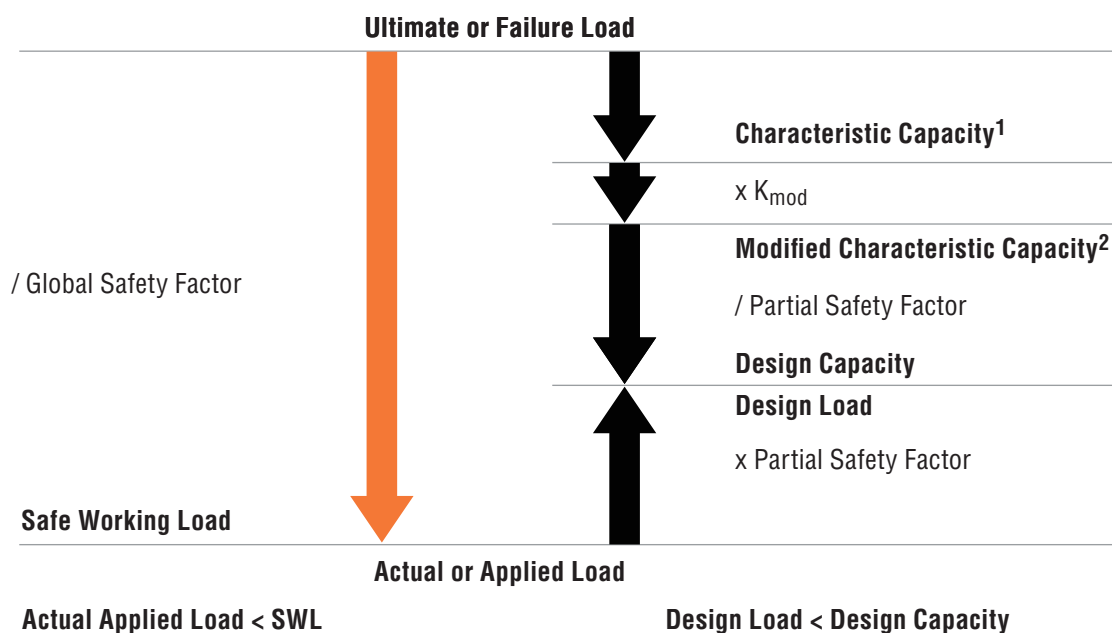 Ultimate or Failure Load
Characteristic Capacity¹
x Kmod
Modified Characteristic Capacity²
/ Global Safety Factor
/ Partial Safety Factor
Design Capacity
Design Load
x Partial Safety Factor
Safe Working Load
Actual or Applied Load
Actual Applied Load < SWL
Design Load < Design Capacity